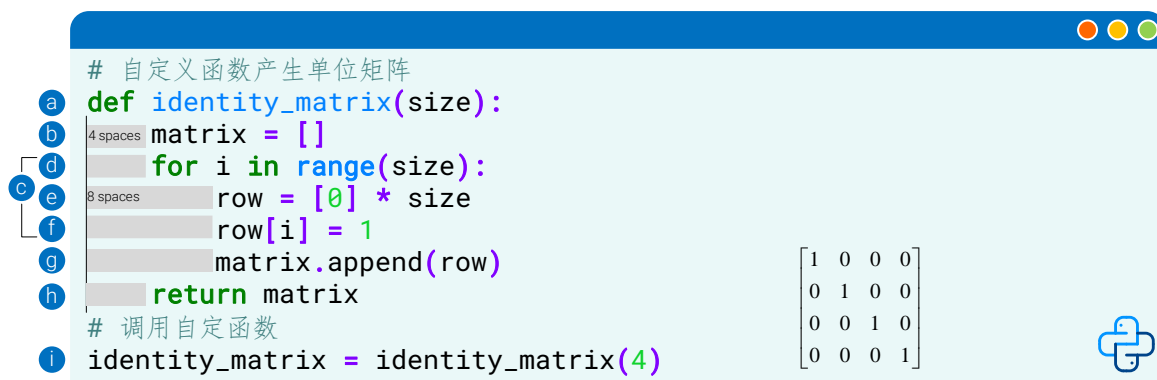 # 自定义函数产生单位矩阵
a def identity_matrix(size):
b 4 spaces matrix = []
d for i in range(size):
c
e 8 spaces row = [0] * size
f row[i] = 1
g matrix.append(row)
h return matrix
# 调用自定函数
i identity_matrix = identity_matrix(4)
1 0 0 0
0 1 0 0
0 0 1 0
0 0 0 1